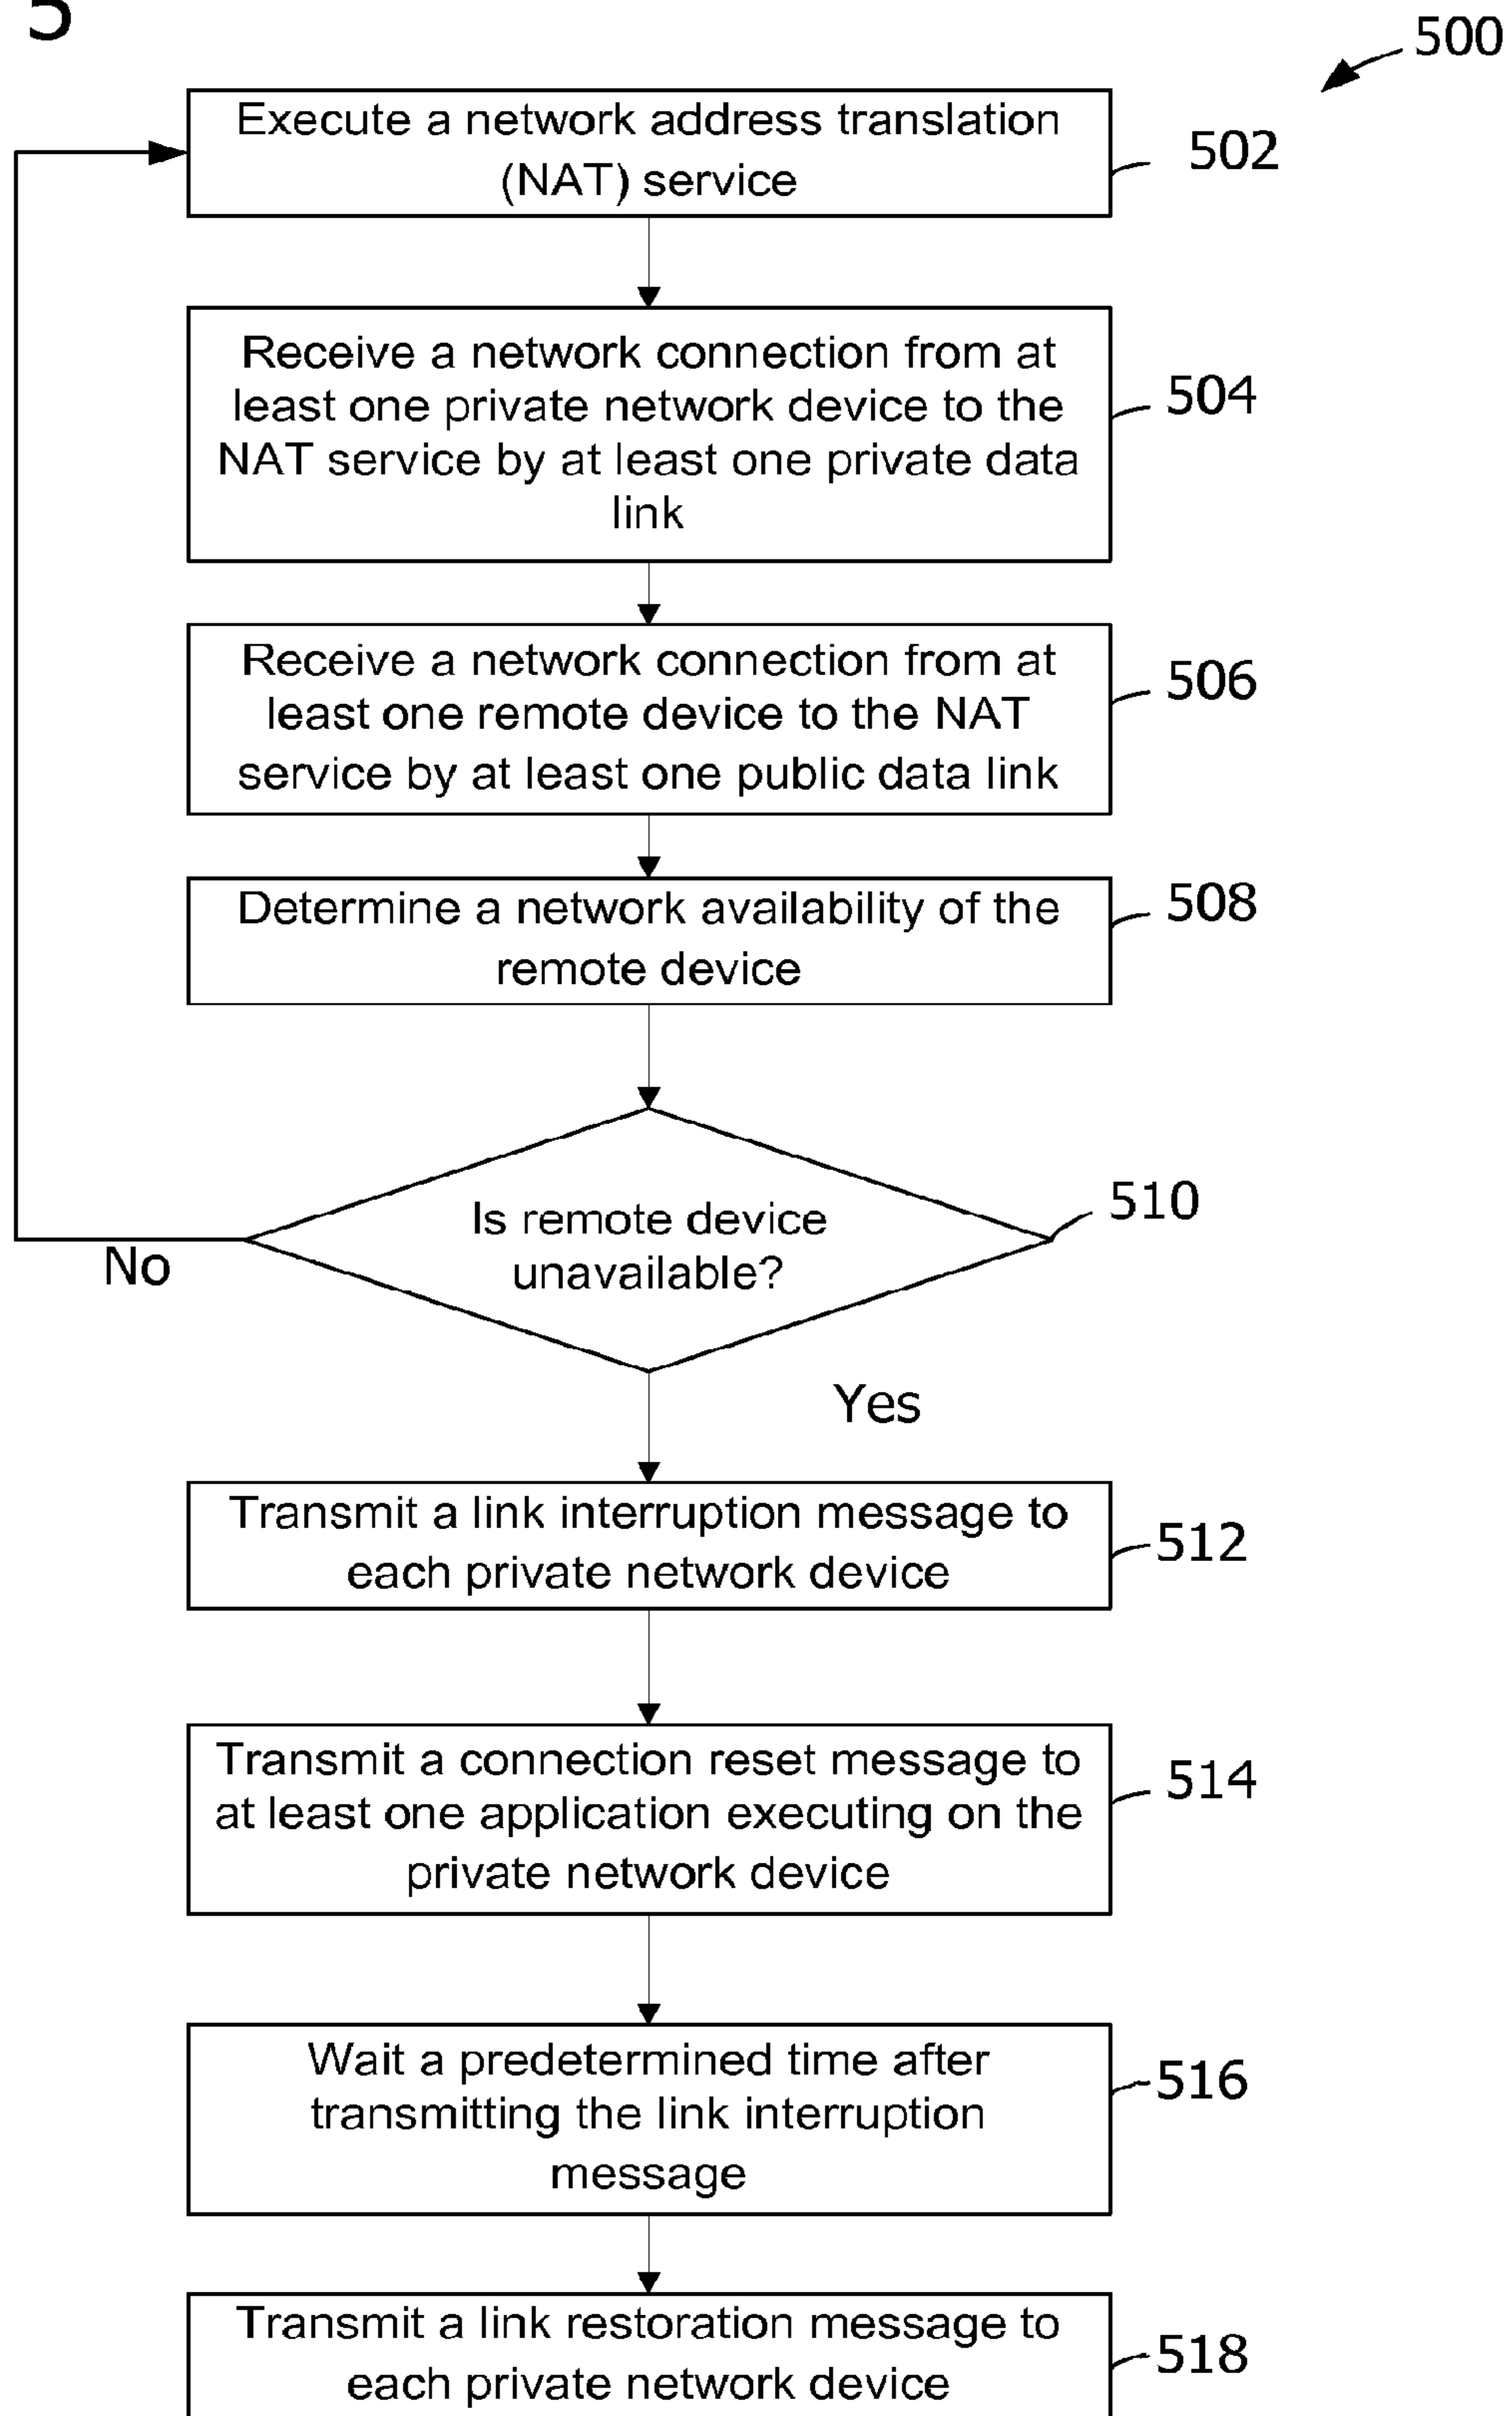 5
500
Execute a network address translation
(NAT) service
502
Receive a network connection from at
least one private network device to the
NAT service by at least one private data
link
504
Receive a network connection from at
least one remote device to the NAT
service by at least one public data link
506
Determine a network availability of the
remote device
508
Is remote device
unavailable?
510
No
Yes
Transmit a link interruption message to
each private network device
512
Transmit a connection reset message to
at least one application executing on the
private network device
514
Wait a predetermined time after
transmitting the link interruption
message
516
Transmit a link restoration message to
each private network device
518